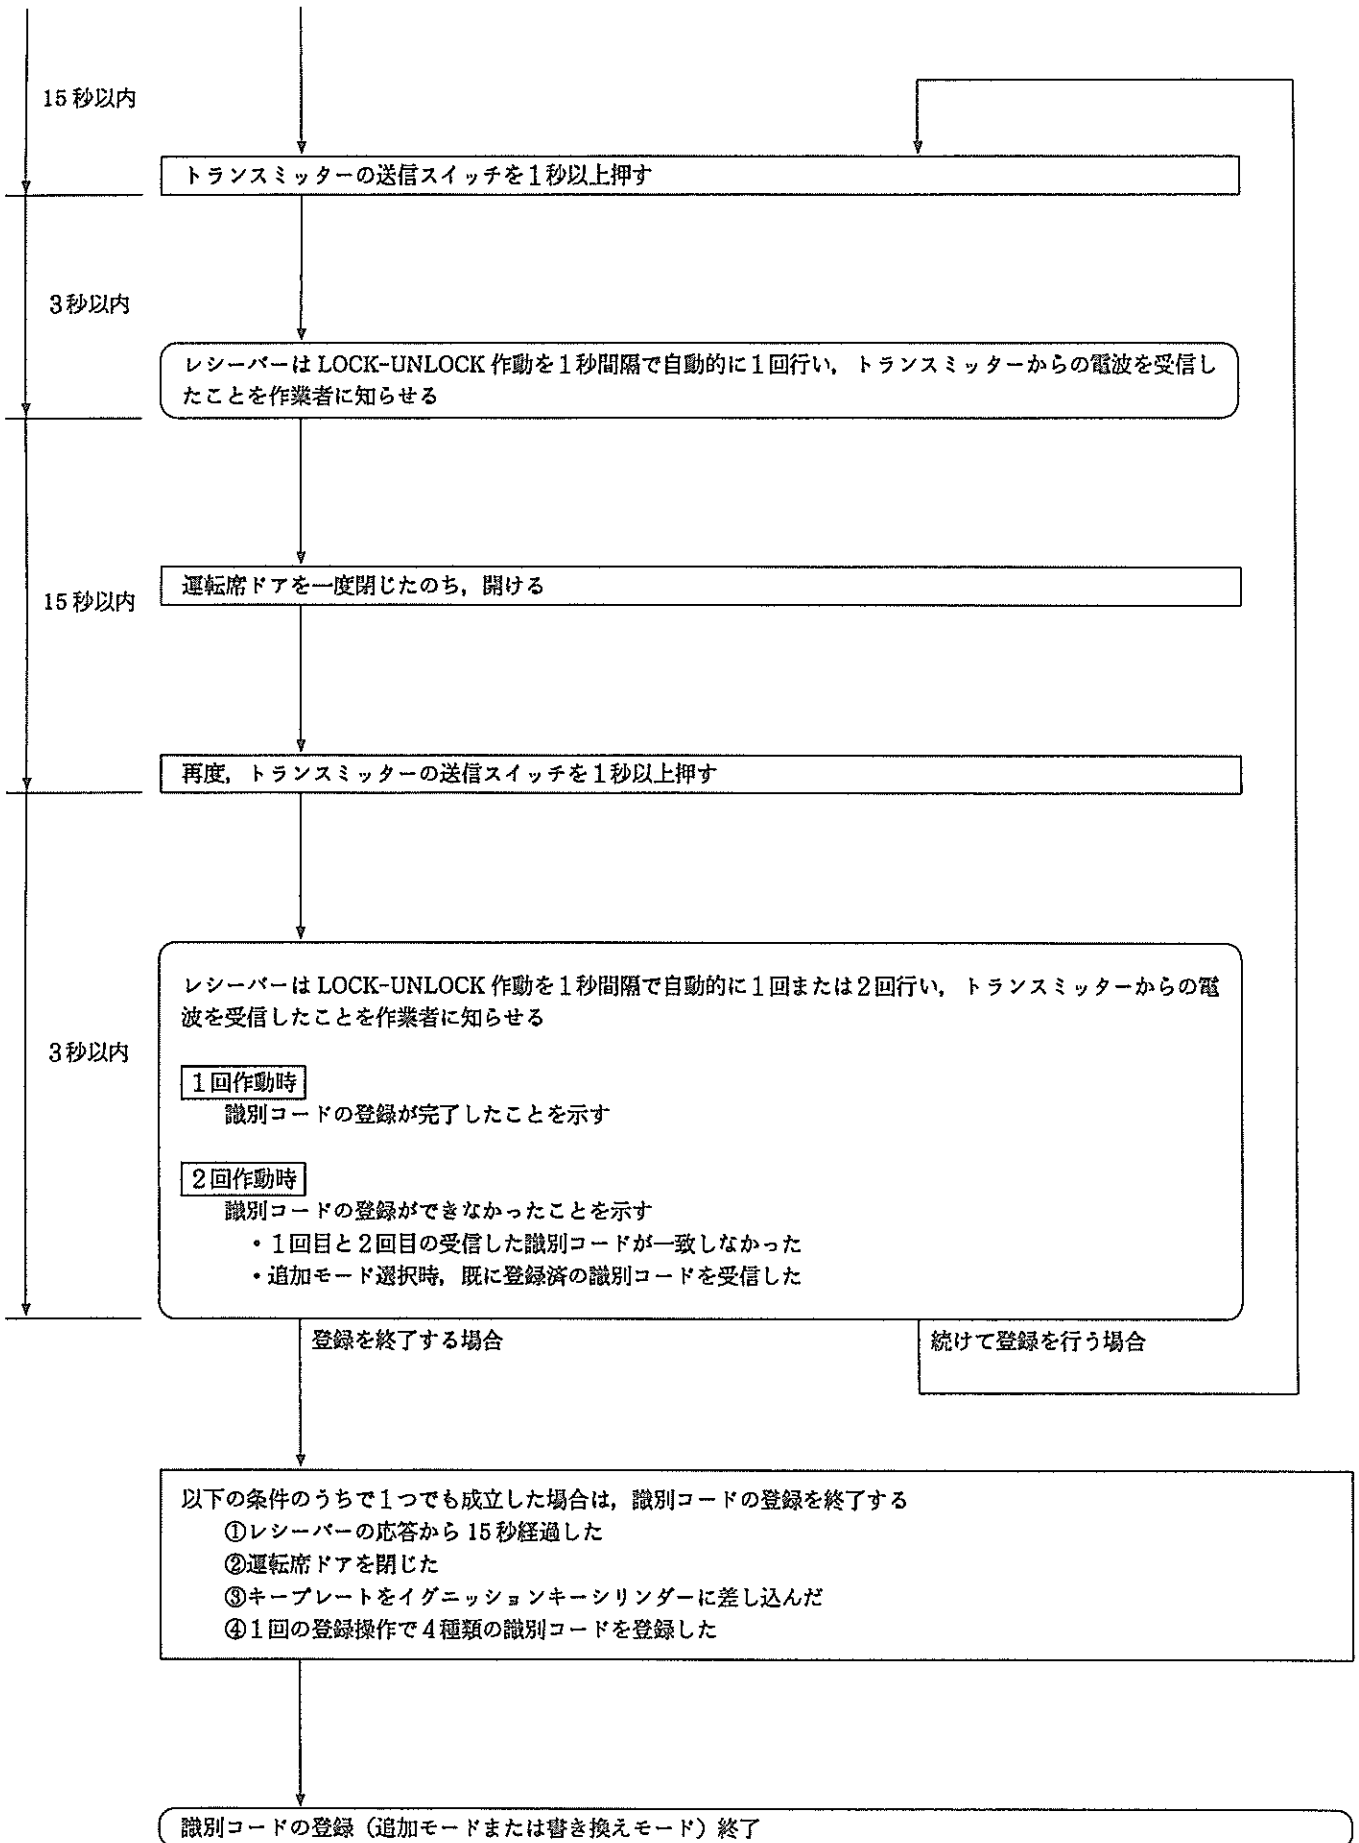 15秒以内
トランスミッターの送信スイッチを1秒以上押す
3秒以内
レシーバーは LOCK-UNLOCK 作動を1秒間隔で自動的に1回行い，トランスミッターからの電波を受信し
たことを作業者に知らせる
運転席ドアを一度閉じたのち，開ける
15秒以内
再度，トランスミッターの送信スイッチを1秒以上押す
レシーバーは LOCK-UNLOCK 作動を1秒間隔で自動的に1回または2回行い，トランスミッターからの電
波を受信したことを作業者に知らせる
3秒以内
1回作動時
識別コードの登録が完了したことを示す
2回作動時
識別コードの登録ができなかったことを示す
・1回目と2回目の受信した識別コードが一致しなかった
・追加モード選択時，既に登録済の識別コードを受信した
登録を終了する場合
続けて登録を行う場合
以下の条件のうちで1つでも成立した場合は，識別コードの登録を終了する
①レシーバーの応答から15秒経過した
②運転席ドアを閉じた
③キープレートをイグニッションキーシリンダーに差し込んだ
④1回の登録操作で4種類の識別コードを登録した
識別コードの登録（追加モードまたは書き換えモード）終了